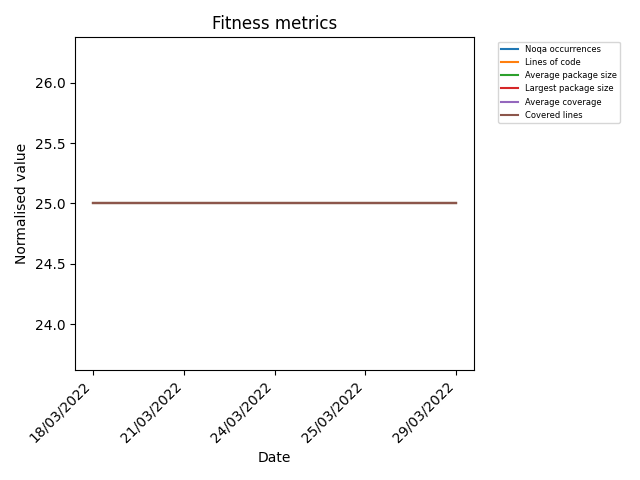 Fitness metrics
Noqa occurrences
Lines of code
Average package size
Largest package size
Average coverage
Covered lines
Normalised value
26.0
25.5
25.0
24.5
24.0
18/03/2022
21/03/2022
24/03/2022
25/03/2022
29/03/2022
Date